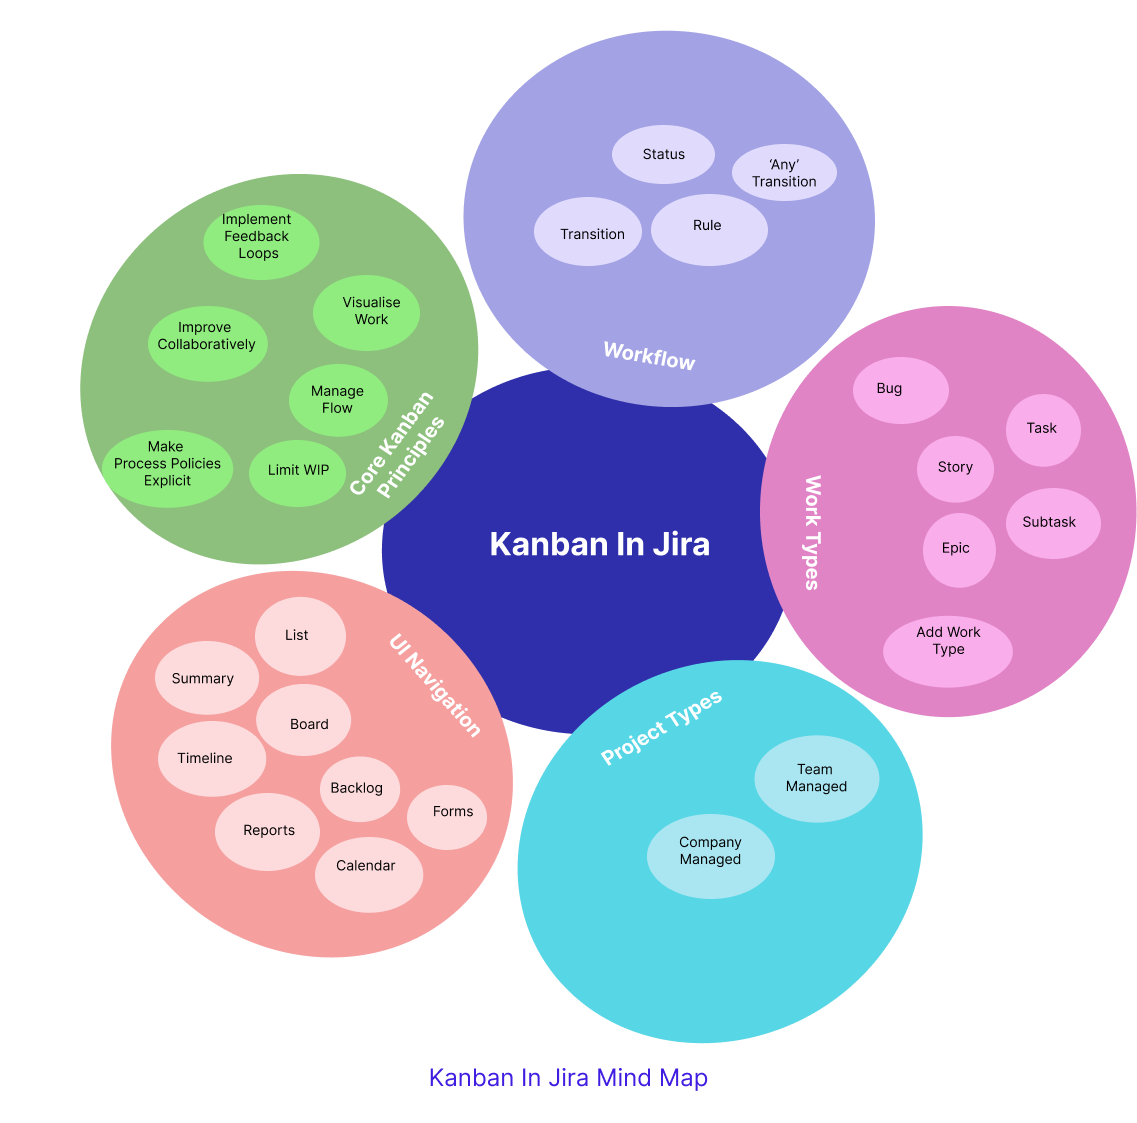 Status
‘Any’
Transition
Transition
Rule
Workflow
Implement
Feedback
Loops
Visualise
Work
Improve
Collaboratively
Manage
Flow
Make
Process Policies
Explicit
Limit WIP
Core Kanban
Principles
Kanban In Jira
Bug
Task
Story
Subtask
Epic
Add Work
Type
Work Types
List
Summary
Board
Timeline
Backlog
Forms
Reports
Calendar
UI Navigation
Project Types
Team
Managed
Company
Managed
Kanban In Jira Mind Map